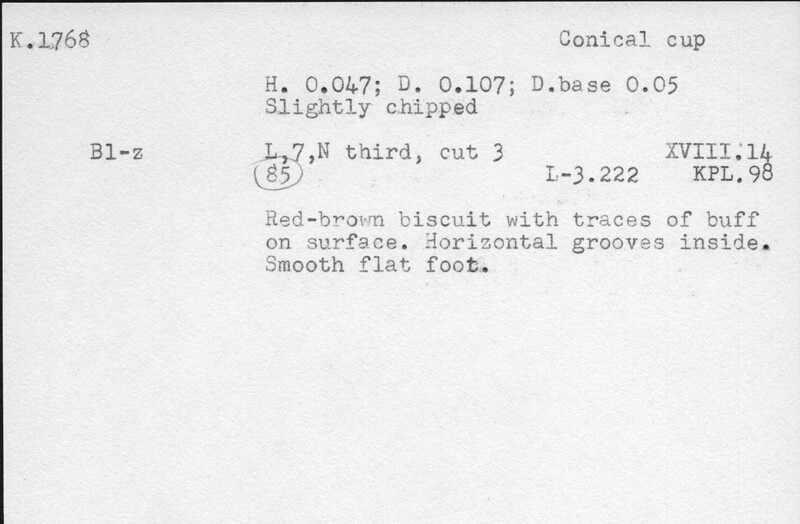 K.1768 Conical cup
H. 0.047; D. 0.107; D.base 0.05
Slightly chipped
Bl-z L,7,N third, cut 3 XVIII.14
85 L-3.222 KPL.98
Red-brown biscuit with traces of buff
on surface. Horizontal grooves inside.
Smooth flat foot.